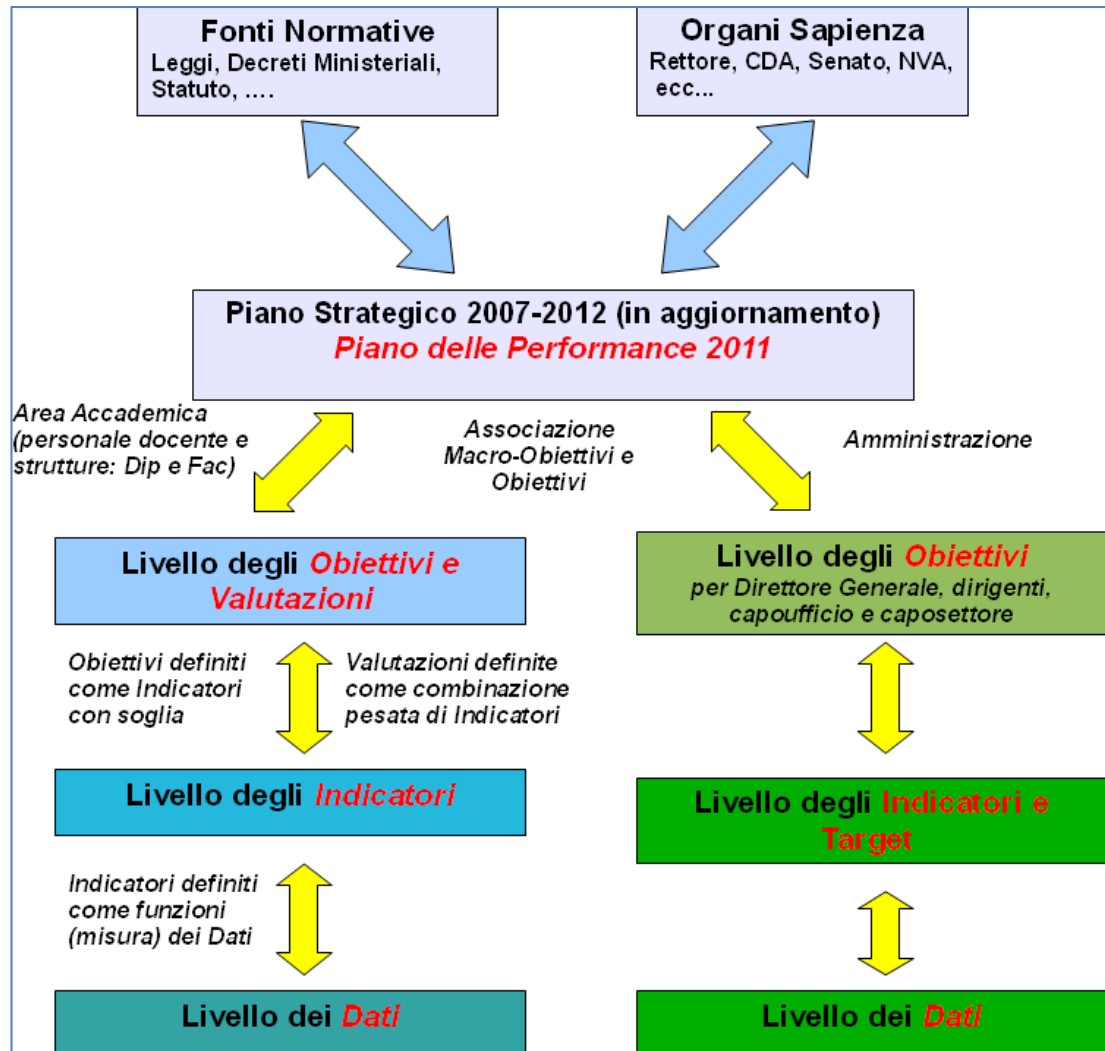 Fonti Normative
Leggi, Decreti Ministeriali,
Statuto, ....
Organi Sapienza
Rettore, CDA, Senato, NVA,
ecc...
Piano Strategico 2007-2012 (in aggiornamento)
Piano delle Performance 2011
Area Accademica
(personale docente e
strutture: Dip e Fac)
Associazione
Macro-Obiettivi e
Obiettivi
Amministrazione
Livello degli Obiettivi e
Valutazioni
Livello degli Obiettivi
per Direttore Generale, dirigenti,
capoufficio e caposettore
Obiettivi definiti
come Indicatori
con soglia
Valutazioni definite
come combinazione
pesata di Indicatori
Livello degli Indicatori
Livello degli Indicatori e
Target
Indicatori definiti
come funzioni
(misura) dei Dati
Livello dei Dati
Livello dei Dati